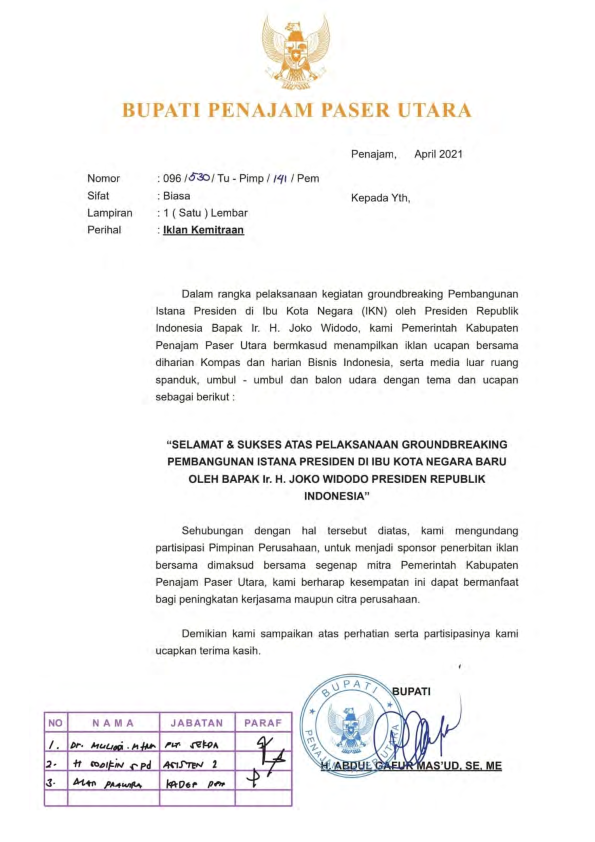 BUPATI PENAJAM PASER UTARA
Penajam, April 2021
Nomor : 096 / 530 / Tu - Pimp / 141 / Pem
Sifat : Biasa
Kepada Yth,
Lampiran : 1 ( Satu ) Lembar
Perihal : Iklan Kemitraan
Dalam rangka pelaksanaan kegiatan groundbreaking Pembangunan
Istana Presiden di Ibu Kota Negara (IKN) oleh Presiden Republik
Indonesia Bapak Ir. H. Joko Widodo, kami Pemerintah Kabupaten
Penajam Paser Utara bermkasud menampilkan iklan ucapan bersama
diharian Kompas dan harian Bisnis Indonesia, serta media luar ruang
spanduk, umbul - umbul dan balon udara dengan tema dan ucapan
sebagai berikut :
“SELAMAT & SUKSES ATAS PELAKSANAAN GROUNDBREAKING
PEMBANGUNAN ISTANA PRESIDEN DI IBU KOTA NEGARA BARU
OLEH BAPAK Ir. H. JOKO WIDODO PRESIDEN REPUBLIK
INDONESIA”
Sehubungan dengan hal tersebut diatas, kami mengundang
partisipasi Pimpinan Perusahaan, untuk menjadi sponsor penerbitan iklan
bersama dimaksud bersama segenap mitra Pemerintah Kabupaten
Penajam Paser Utara, kami berharap kesempatan ini dapat bermanfaat
bagi peningkatan kerjasama maupun citra perusahaan.
Demikian kami sampaikan atas perhatian serta partisipasinya kami
ucapkan terima kasih.
BUPATI
BUPATI
PENAJAM UTARA
H. ABDUL GAFUR MAS'UD. SE, ME
NO NAMA JABATAN PARAF
1. Dr. MULIADI PLT SEKDA
2. H SODIKIN S.Pd ASISTEN 2
3.